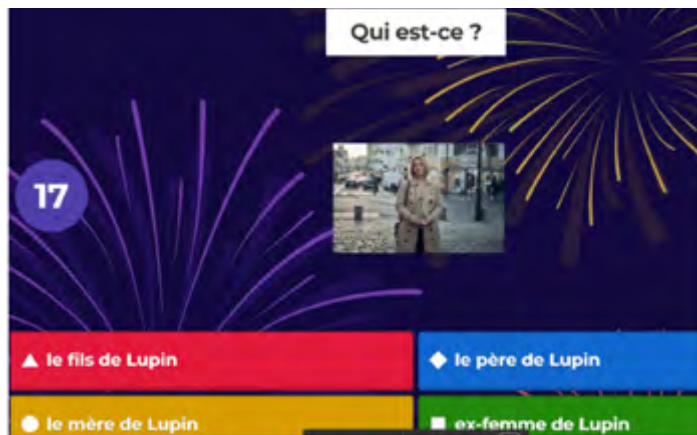 Qui est-ce ?
17
le fils de Lupin
le père de Lupin
le mère de Lupin
ex-femme de Lupin